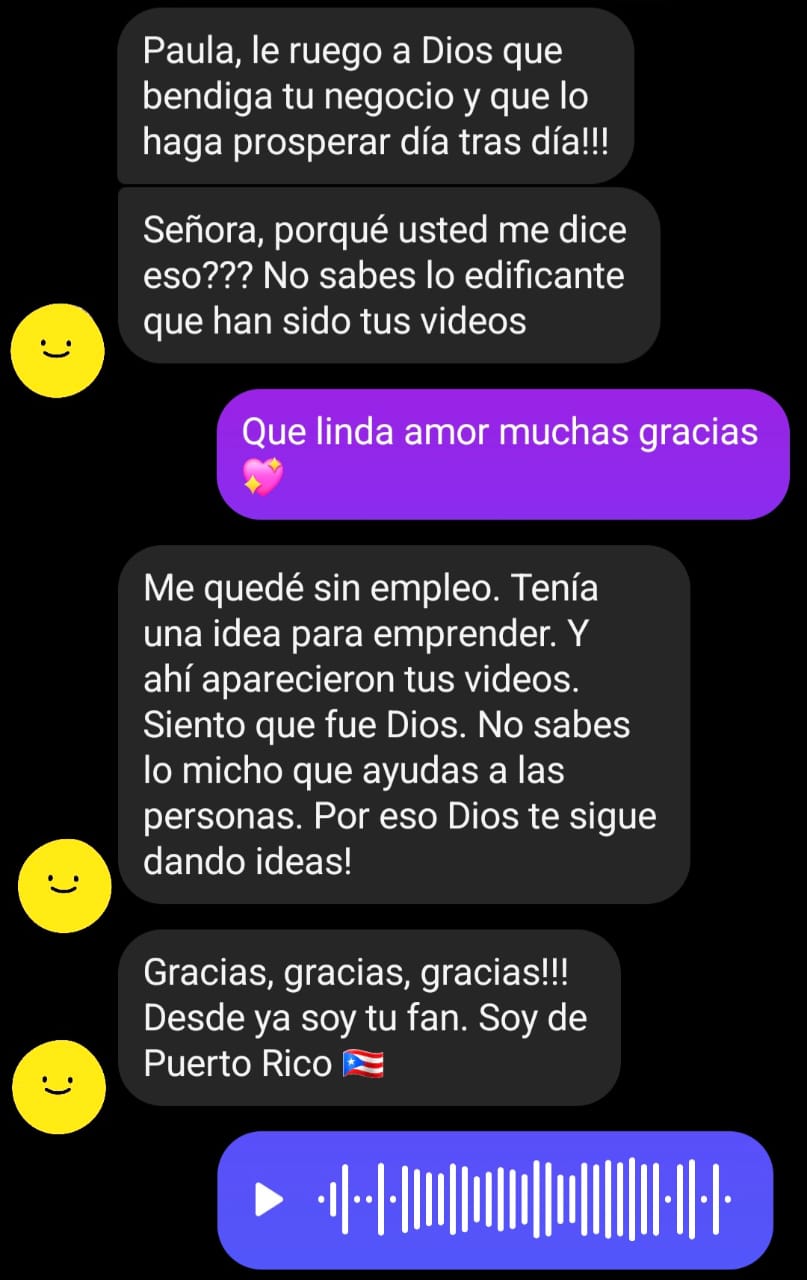 Paula, le ruego a Dios que
bendiga tu negocio y que lo
haga prosperar día tras día!!!
Señora, porqué usted me dice
eso??? No sabes lo edificante
que han sido tus videos
Que linda amor muchas gracias
💖
Me quedé sin empleo. Tenía
una idea para emprender. Y
ahí aparecieron tus videos.
Siento que fue Dios. No sabes
lo micho que ayudas a las
personas. Por eso Dios te sigue
dando ideas!
Gracias, gracias, gracias!!!
Desde ya soy tu fan. Soy de
Puerto Rico 🇵🇷